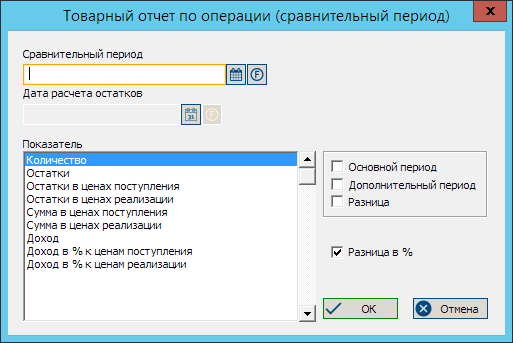 Товарный отчет по операции (сравнительный период)
x
Сравнительный период
F
Дата расчета остатков
31
F
Показатель
Количество
Остатки
Остатки в ценах поступления
Остатки в ценах реализации
Сумма в ценах поступления
Сумма в ценах реализации
Доход
Доход в % к ценам поступления
Доход в % к ценам реализации
Основной период
Дополнительный период
Разница
Разница в %
OK
Отмена